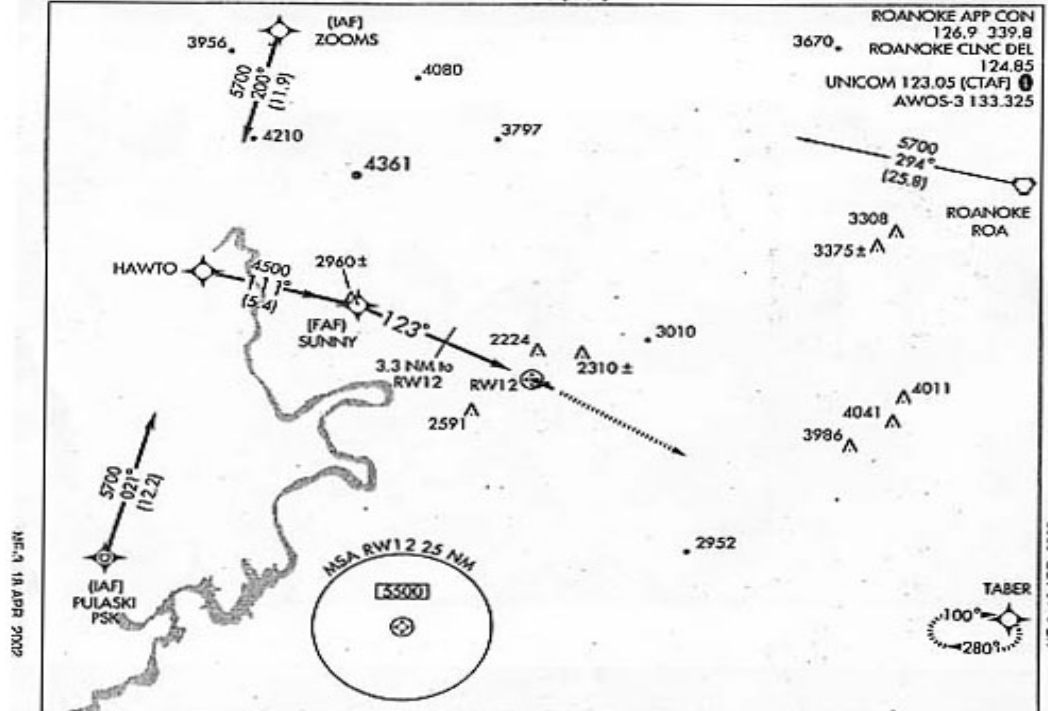 ROANOKE APP CON
126.9 339.8
ROANOKE CLNC DEL
124.85
UNICOM 123.05 (CTAF)
AWOS-3 133.325
(IAF)
ZOOMS
3956
5700
200°
(11.9)
4210
4080
3797
4361
3670
5700
294°
(25.8)
ROANOKE
ROA
3308
3375±
HAWTO
4500
111°
(5.4)
2960±
(FAF)
SUNNY
123°
3.3 NM to
RW12
RW12
2224
2310±
3010
2591
4011
4041
3986
5700
021°
(12.2)
(IAF)
PULASKI
PSK
MSA RW12 25 NM
5500
2952
TABER
100°
280°
18 APR 2002